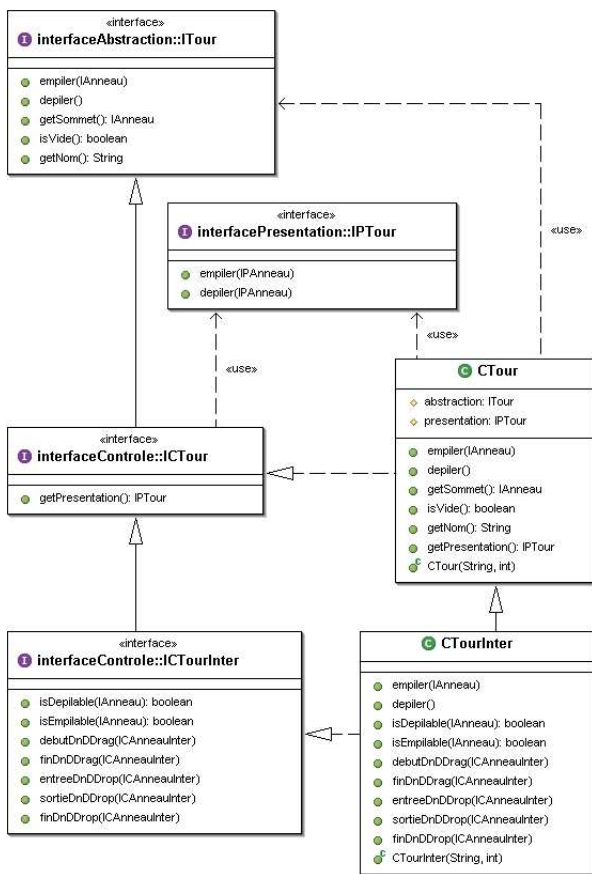 «interface»
I interfaceAbstraction::ITour
empiler(IAnneau)
depiler()
getSommet(): IAnneau
isVide(): boolean
getNom(): String
«interface»
I interfacePresentation::IPTour
empiler(IPAnneau)
depiler(IPAnneau)
«use»
«use»
«use»
C CTour
abstraction: ITour
presentation: IPTour
empiler(IAnneau)
depiler()
getSommet(): IAnneau
isVide(): boolean
getNom(): String
getPresentation(): IPTour
C CTour(String, int)
«interface»
I interfaceControle::ICTour
getPresentation(): IPTour
«interface»
I interfaceControle::ICTourInter
isDepilable(IAnneau): boolean
isEmpilable(IAnneau): boolean
debutDnDDrag(ICAnneauInter)
finDnDDrag(ICAnneauInter)
entreeDnDDrop(ICAnneauInter)
sortieDnDDrop(ICAnneauInter)
finDnDDrop(ICAnneauInter)
C CTourInter
empiler(IAnneau)
depiler()
isDepilable(IAnneau): boolean
isEmpilable(IAnneau): boolean
debutDnDDrag(ICAnneauInter)
finDnDDrag(ICAnneauInter)
entreeDnDDrop(ICAnneauInter)
sortieDnDDrop(ICAnneauInter)
finDnDDrop(ICAnneauInter)
C CTourInter(String, int)